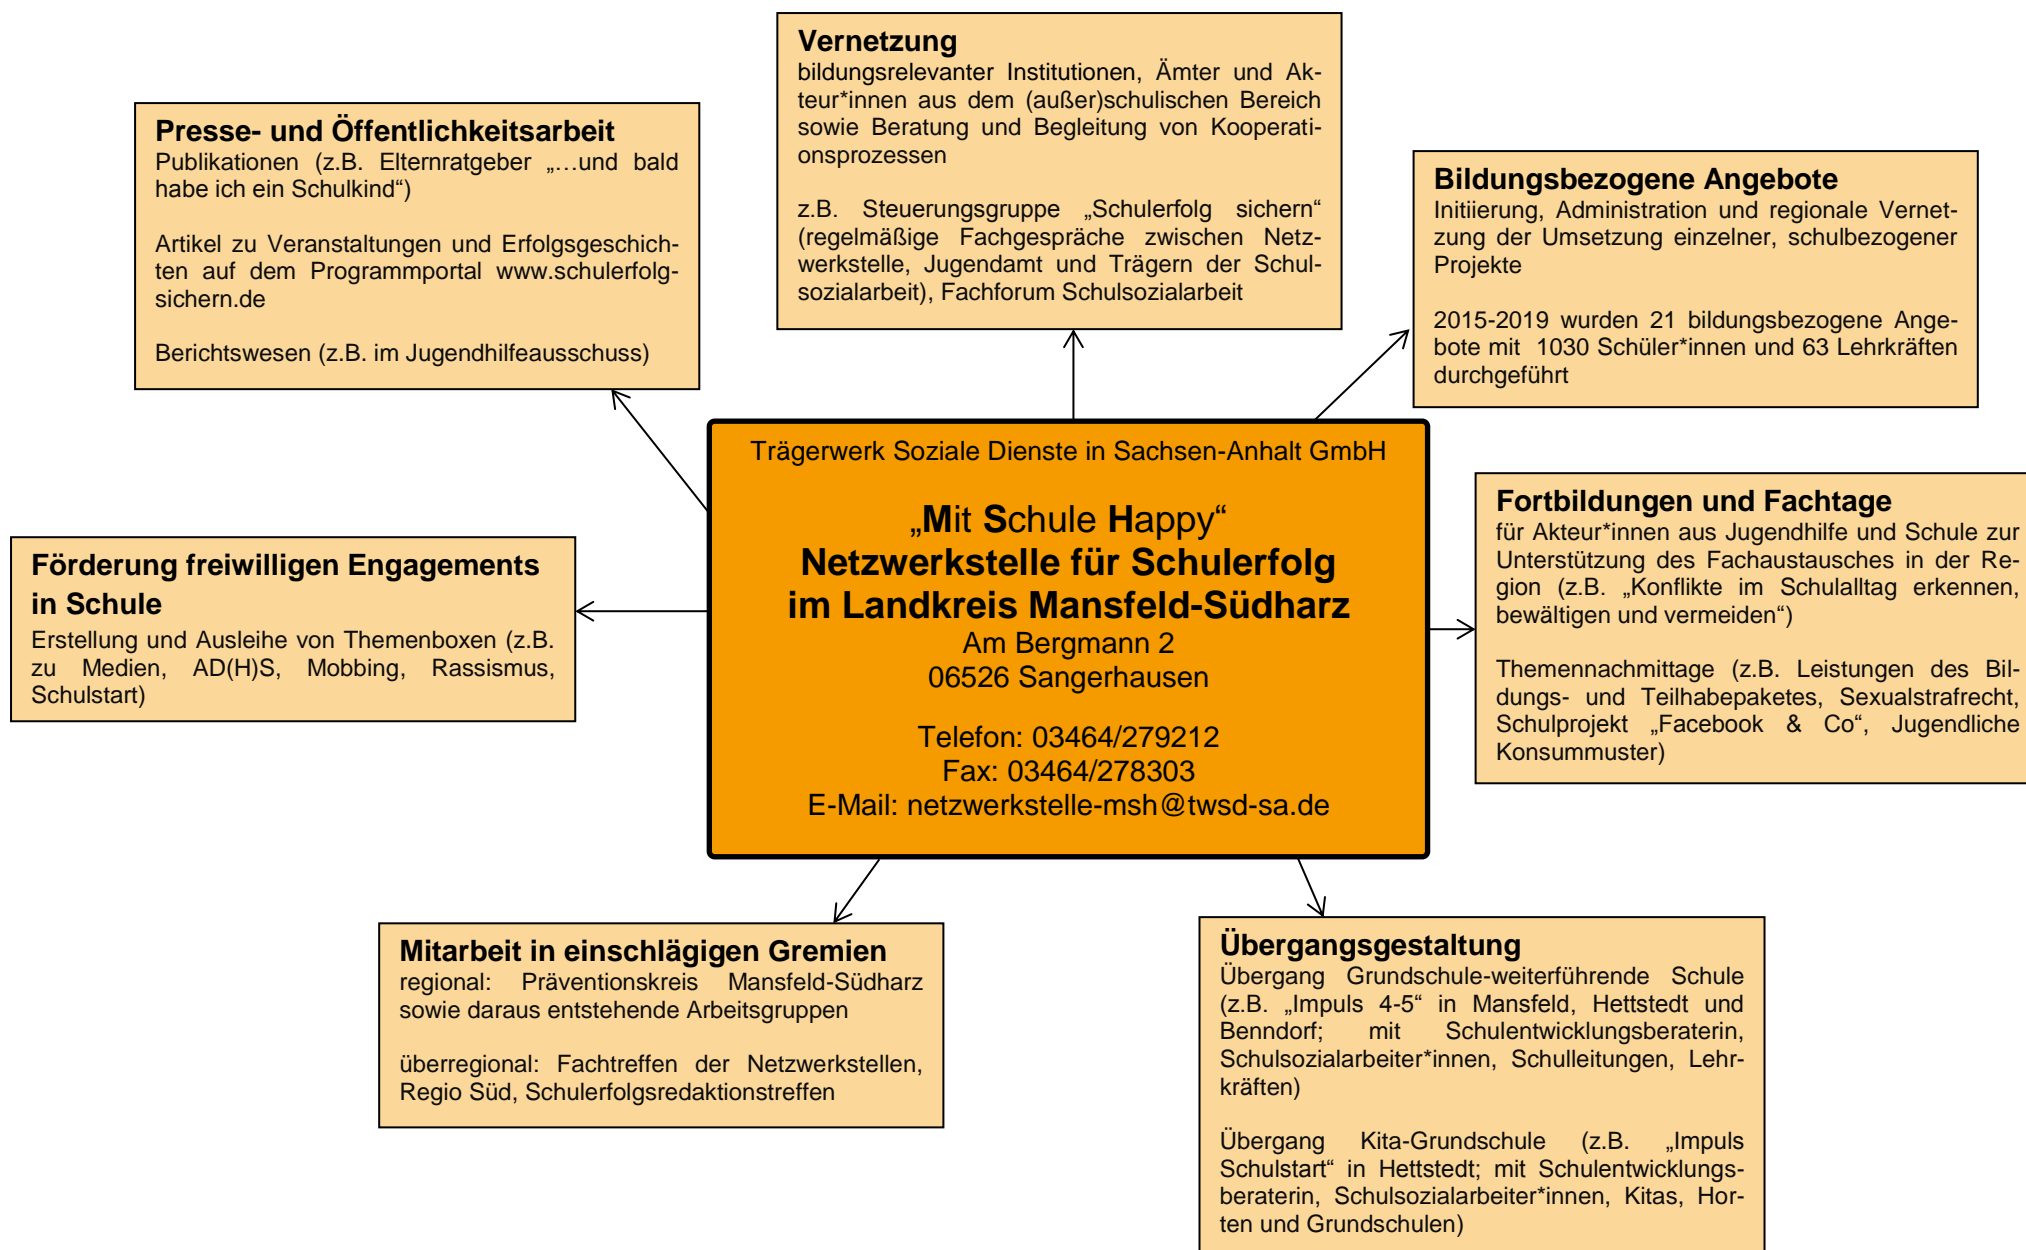 Vernetzung
bildungsrelevanter Institutionen, Ämter und Ak-
teur*innen aus dem (außer)schulischen Bereich
sowie Beratung und Begleitung von Kooperati-
onsprozessen
z.B. Steuerungsgruppe „Schulerfolg sichern“
(regelmäßige Fachgespräche zwischen Netz-
werkstelle, Jugendamt und Trägern der Schul-
sozialarbeit), Fachforum Schulsozialarbeit
Presse- und Öffentlichkeitsarbeit
Publikationen (z.B. Elternratgeber „…und bald
habe ich ein Schulkind“)
Artikel zu Veranstaltungen und Erfolgsgeschich-
ten auf dem Programmportal www.schulerfolg-
sichern.de
Berichtswesen (z.B. im Jugendhilfeausschuss)
Bildungsbezogene Angebote
Initiierung, Administration und regionale Vernet-
zung der Umsetzung einzelner, schulbezogener
Projekte
2015-2019 wurden 21 bildungsbezogene Ange-
bote mit 1030 Schüler*innen und 63 Lehrkräften
durchgeführt
Trägerwerk Soziale Dienste in Sachsen-Anhalt GmbH
„Mit Schule Happy“
Netzwerkstelle für Schulerfolg
im Landkreis Mansfeld-Südharz
Am Bergmann 2
06526 Sangerhausen
Telefon: 03464/279212
Fax: 03464/278303
E-Mail: netzwerkstelle-msh@twsd-sa.de
Fortbildungen und Fachtage
für Akteur*innen aus Jugendhilfe und Schule zur
Unterstützung des Fachaustausches in der Re-
gion (z.B. „Konflikte im Schulalltag erkennen,
bewältigen und vermeiden“)
Themennachmittage (z.B. Leistungen des Bil-
dungs- und Teilhabepaketes, Sexualstrafrecht,
Schulprojekt „Facebook & Co“, Jugendliche
Konsummuster)
Förderung freiwilligen Engagements
in Schule
Erstellung und Ausleihe von Themenboxen (z.B.
zu Medien, AD(H)S, Mobbing, Rassismus,
Schulstart)
Mitarbeit in einschlägigen Gremien
regional: Präventionskreis Mansfeld-Südharz
sowie daraus entstehende Arbeitsgruppen
überregional: Fachtreffen der Netzwerkstellen,
Regio Süd, Schulerfolgsredaktionstreffen
Übergangsgestaltung
Übergang Grundschule-weiterführende Schule
(z.B. „Impuls 4-5“ in Mansfeld, Hettstedt und
Benndorf; mit Schulentwicklungsberaterin,
Schulsozialarbeiter*innen, Schulleitungen, Lehr-
kräften)
Übergang Kita-Grundschule (z.B. „Impuls
Schulstart“ in Hettstedt; mit Schulentwicklungs-
beraterin, Schulsozialarbeiter*innen, Kitas, Hor-
ten und Grundschulen)